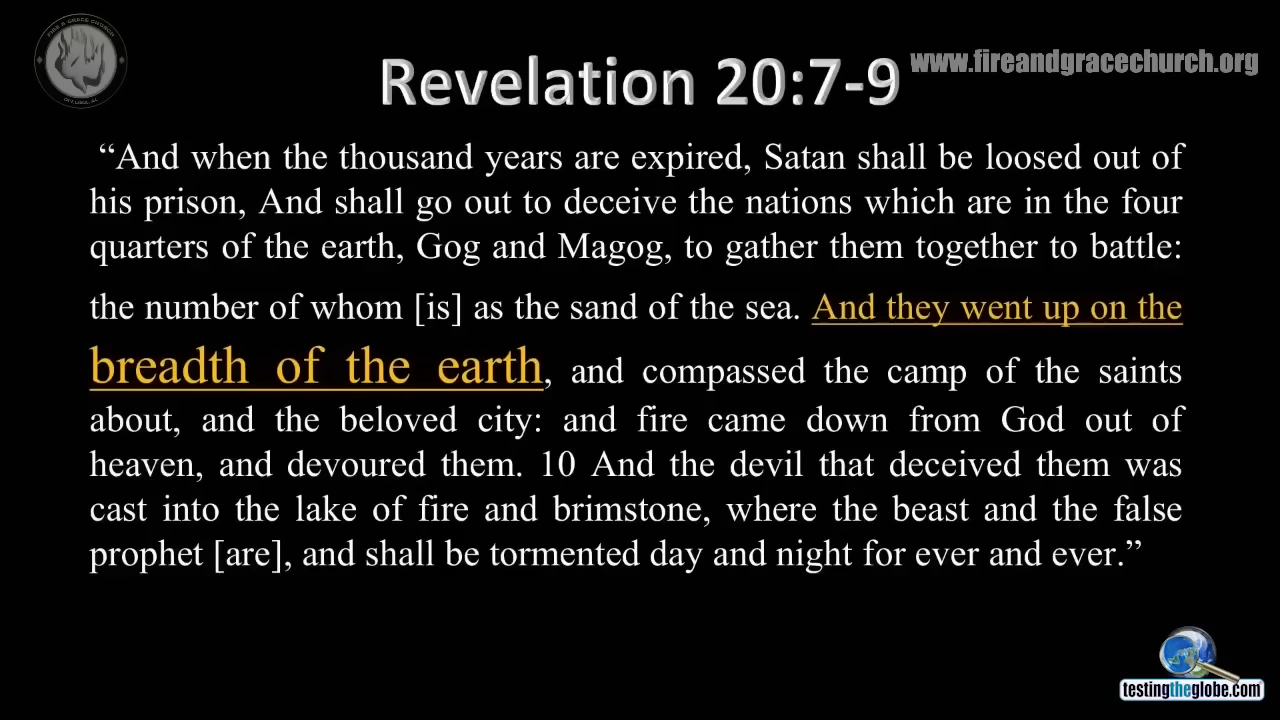 FIRE & GRACE CHURCH
www.fireandgracechurch.org
Revelation 20:7-9
“And when the thousand years are expired, Satan shall be loosed out of
his prison, And shall go out to deceive the nations which are in the four
quarters of the earth, Gog and Magog, to gather them together to battle:
the number of whom [is] as the sand of the sea. And they went up on the
breadth of the earth, and compassed the camp of the saints
about, and the beloved city: and fire came down from God out of
heaven, and devoured them. 10 And the devil that deceived them was
cast into the lake of fire and brimstone, where the beast and the false
prophet [are], and shall be tormented day and night for ever and ever.”
testingtheglobe.com